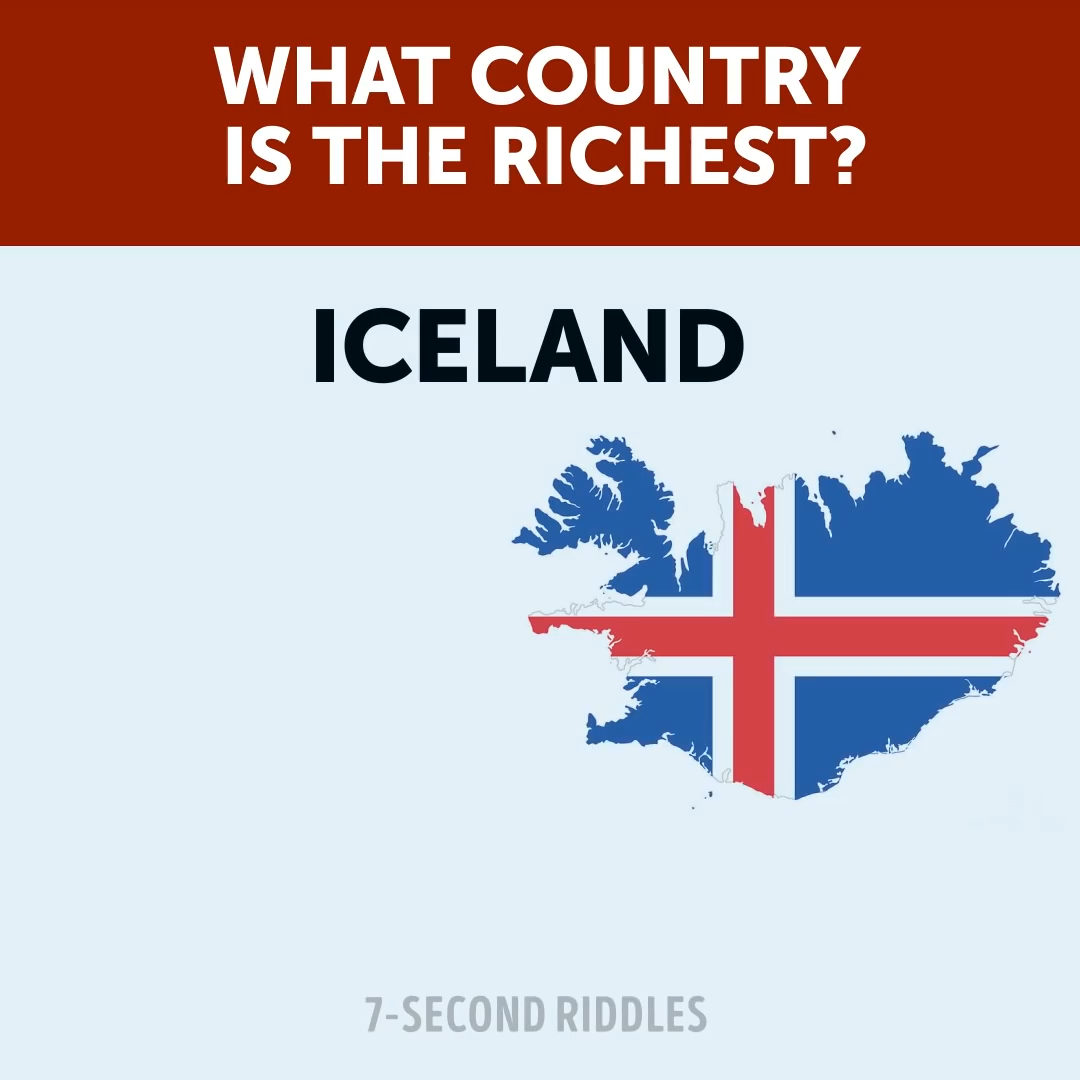 WHAT COUNTRY
IS THE RICHEST?
ICELAND
7-SECOND RIDDLES